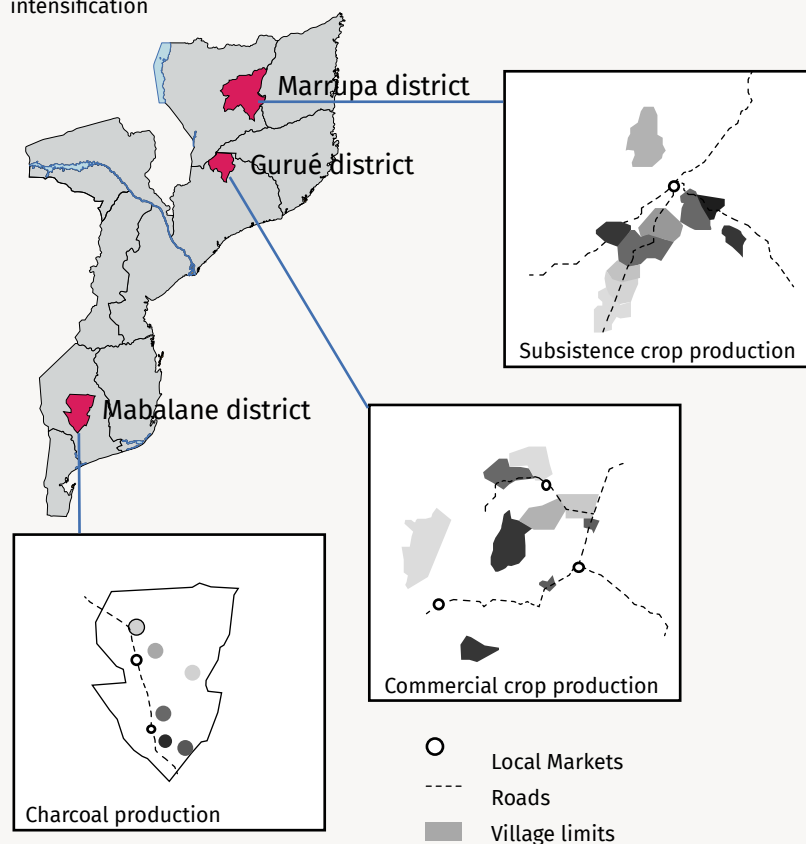 intensification
Marrupa district
Gurué district
Mabalane district
Subsistence crop production
Commercial crop production
Charcoal production
Local Markets
Roads
Village limits